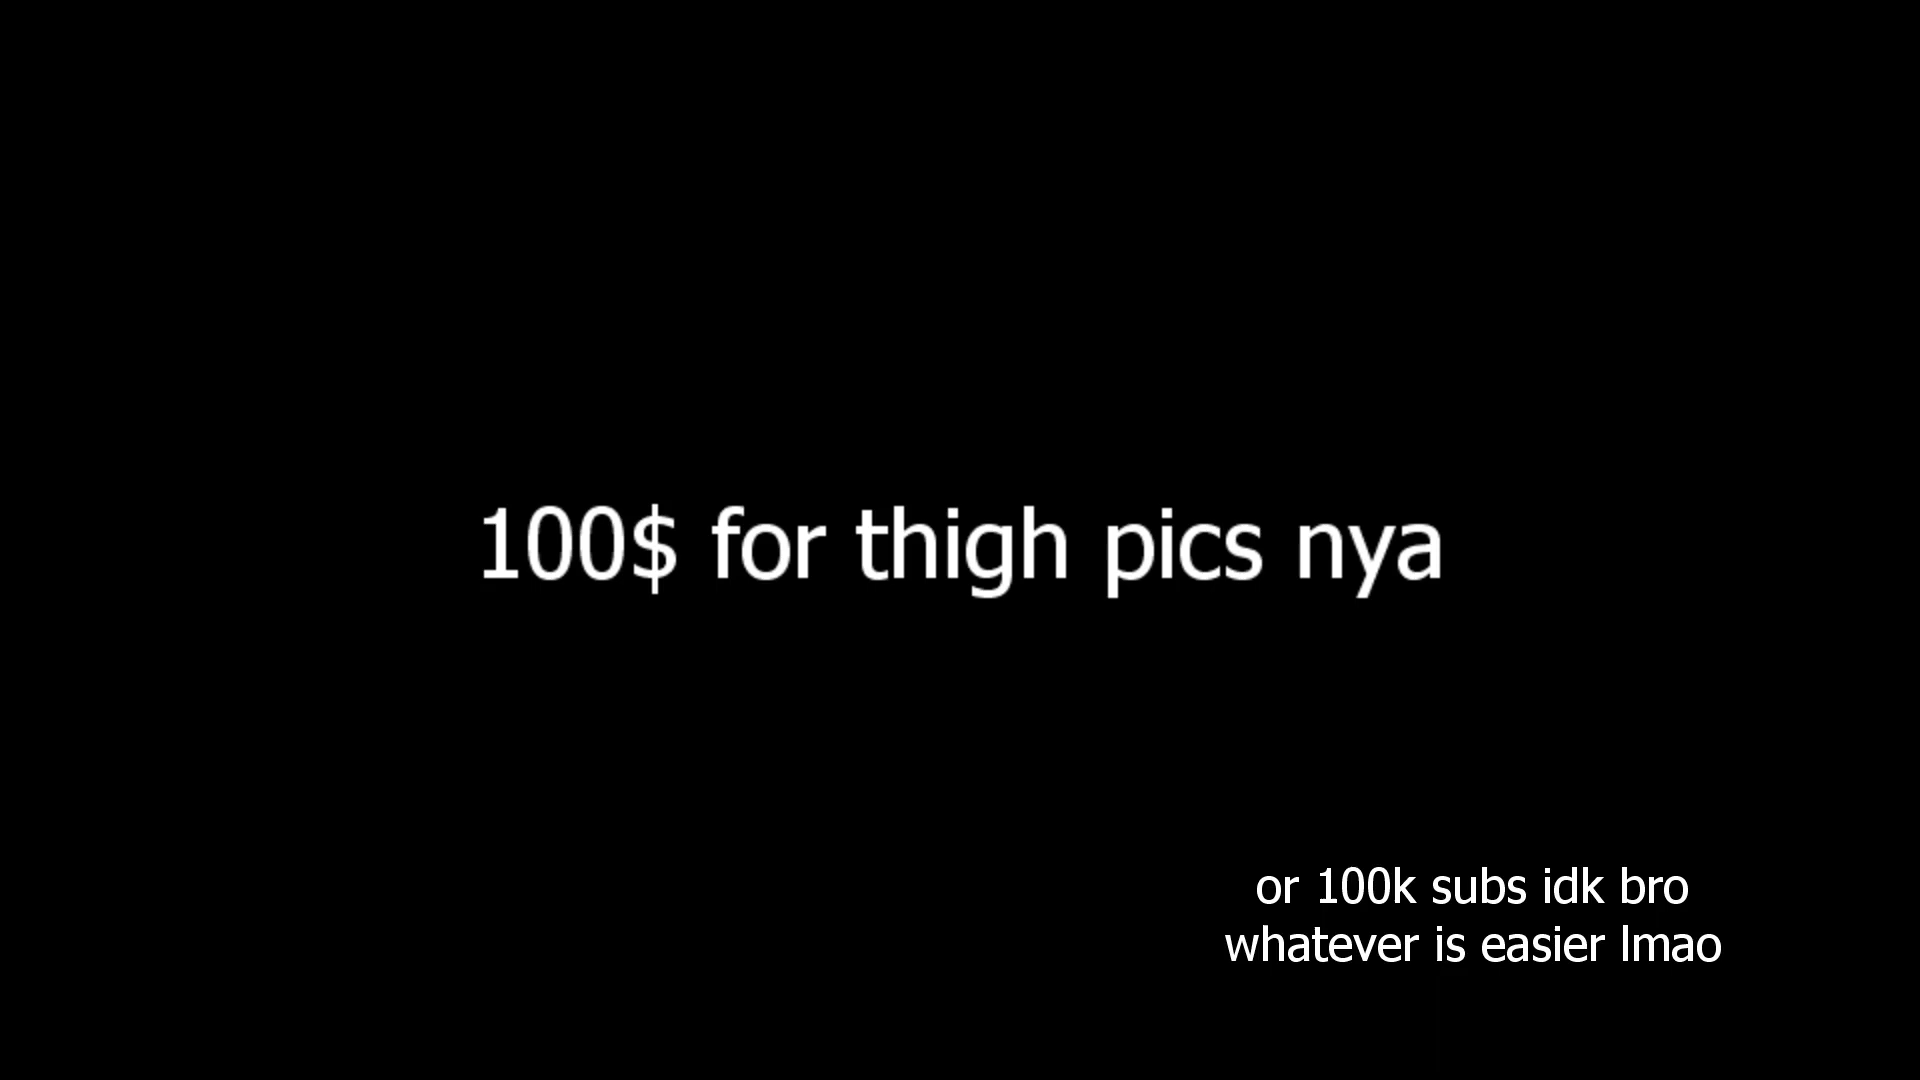 100$ for thigh pics nya
or 100k subs idk bro
whatever is easier lmao